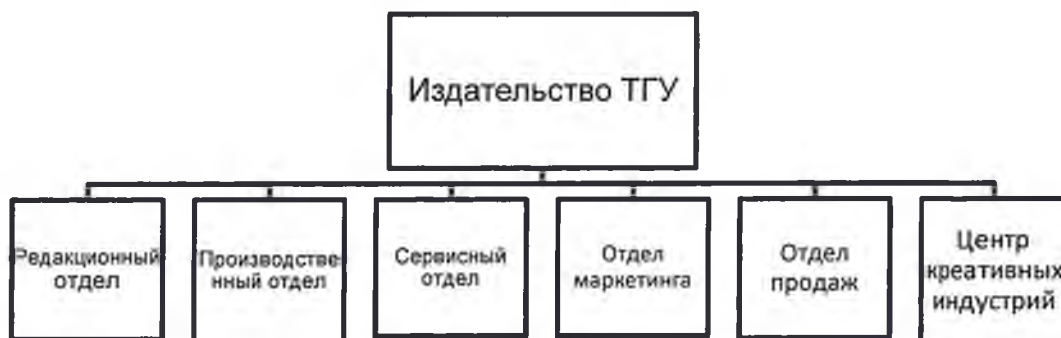 Издательство ТГУ
Редакционный
отдел
Производстве
нный отдел
Сервисный
отдел
Отдел
маркетинга
Отдел
продаж
Центр
креативных
индустрий